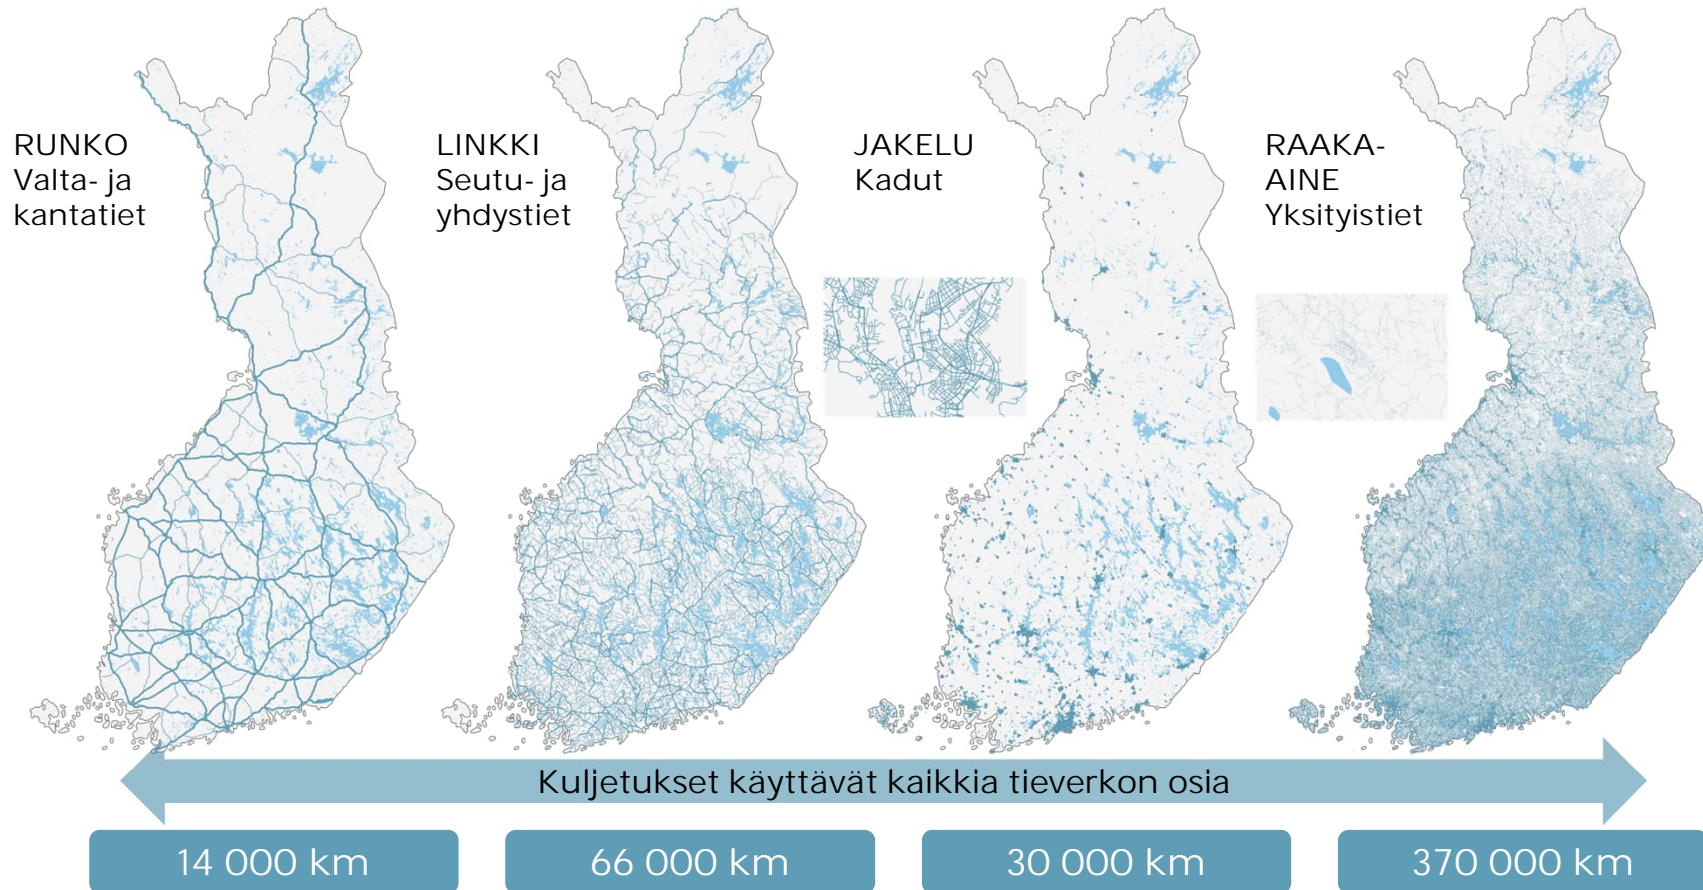 RUNKO
Valta- ja
kantatiet
LINKKI
Seutu- ja
yhdystiet
JAKELU
Kadut
RAAKA-
AINE
Yksityistiet
Kuljetukset käyttävät kaikkia tieverkon osia
14 000 km
66 000 km
30 000 km
370 000 km